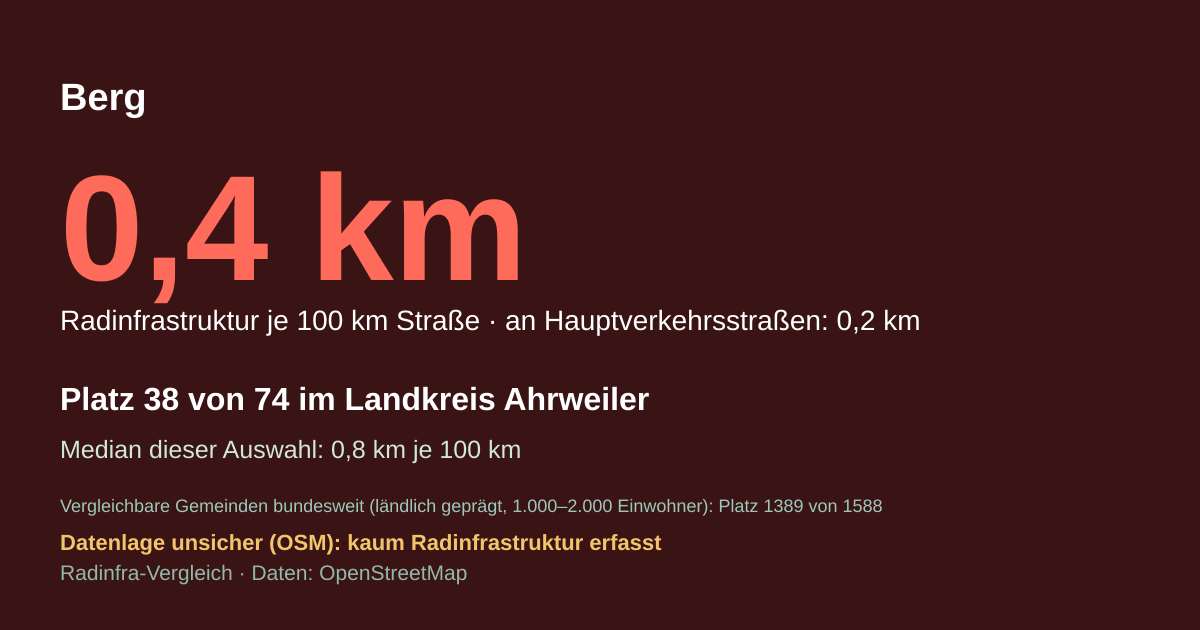 Berg
0,4 km
Radinfrastruktur je 100 km Straße · an Hauptverkehrsstraßen: 0,2 km
Platz 38 von 74 im Landkreis Ahrweiler
Median dieser Auswahl: 0,8 km je 100 km
Vergleichbare Gemeinden bundesweit (ländlich geprägt, 1.000–2.000 Einwohner): Platz 1389 von 1588
Datenlage unsicher (OSM): kaum Radinfrastruktur erfasst
Radinfra-Vergleich · Daten: OpenStreetMap